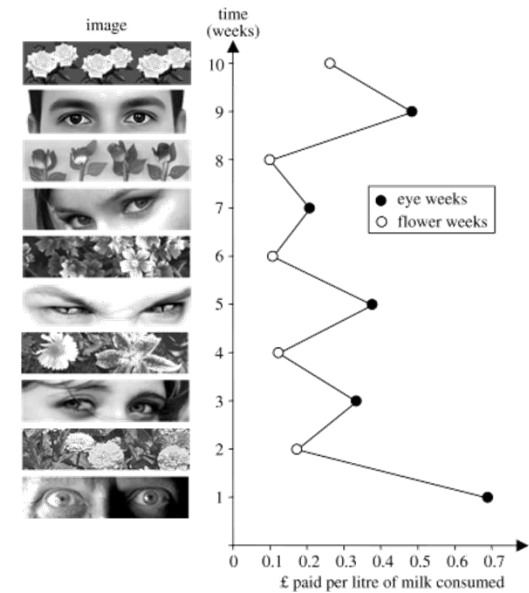 image
time
(weeks)
10
9
8
7
6
5
4
3
2
1
eye weeks
flower weeks
0 0.1 0.2 0.3 0.4 0.5 0.6 0.7
£ paid per litre of milk consumed